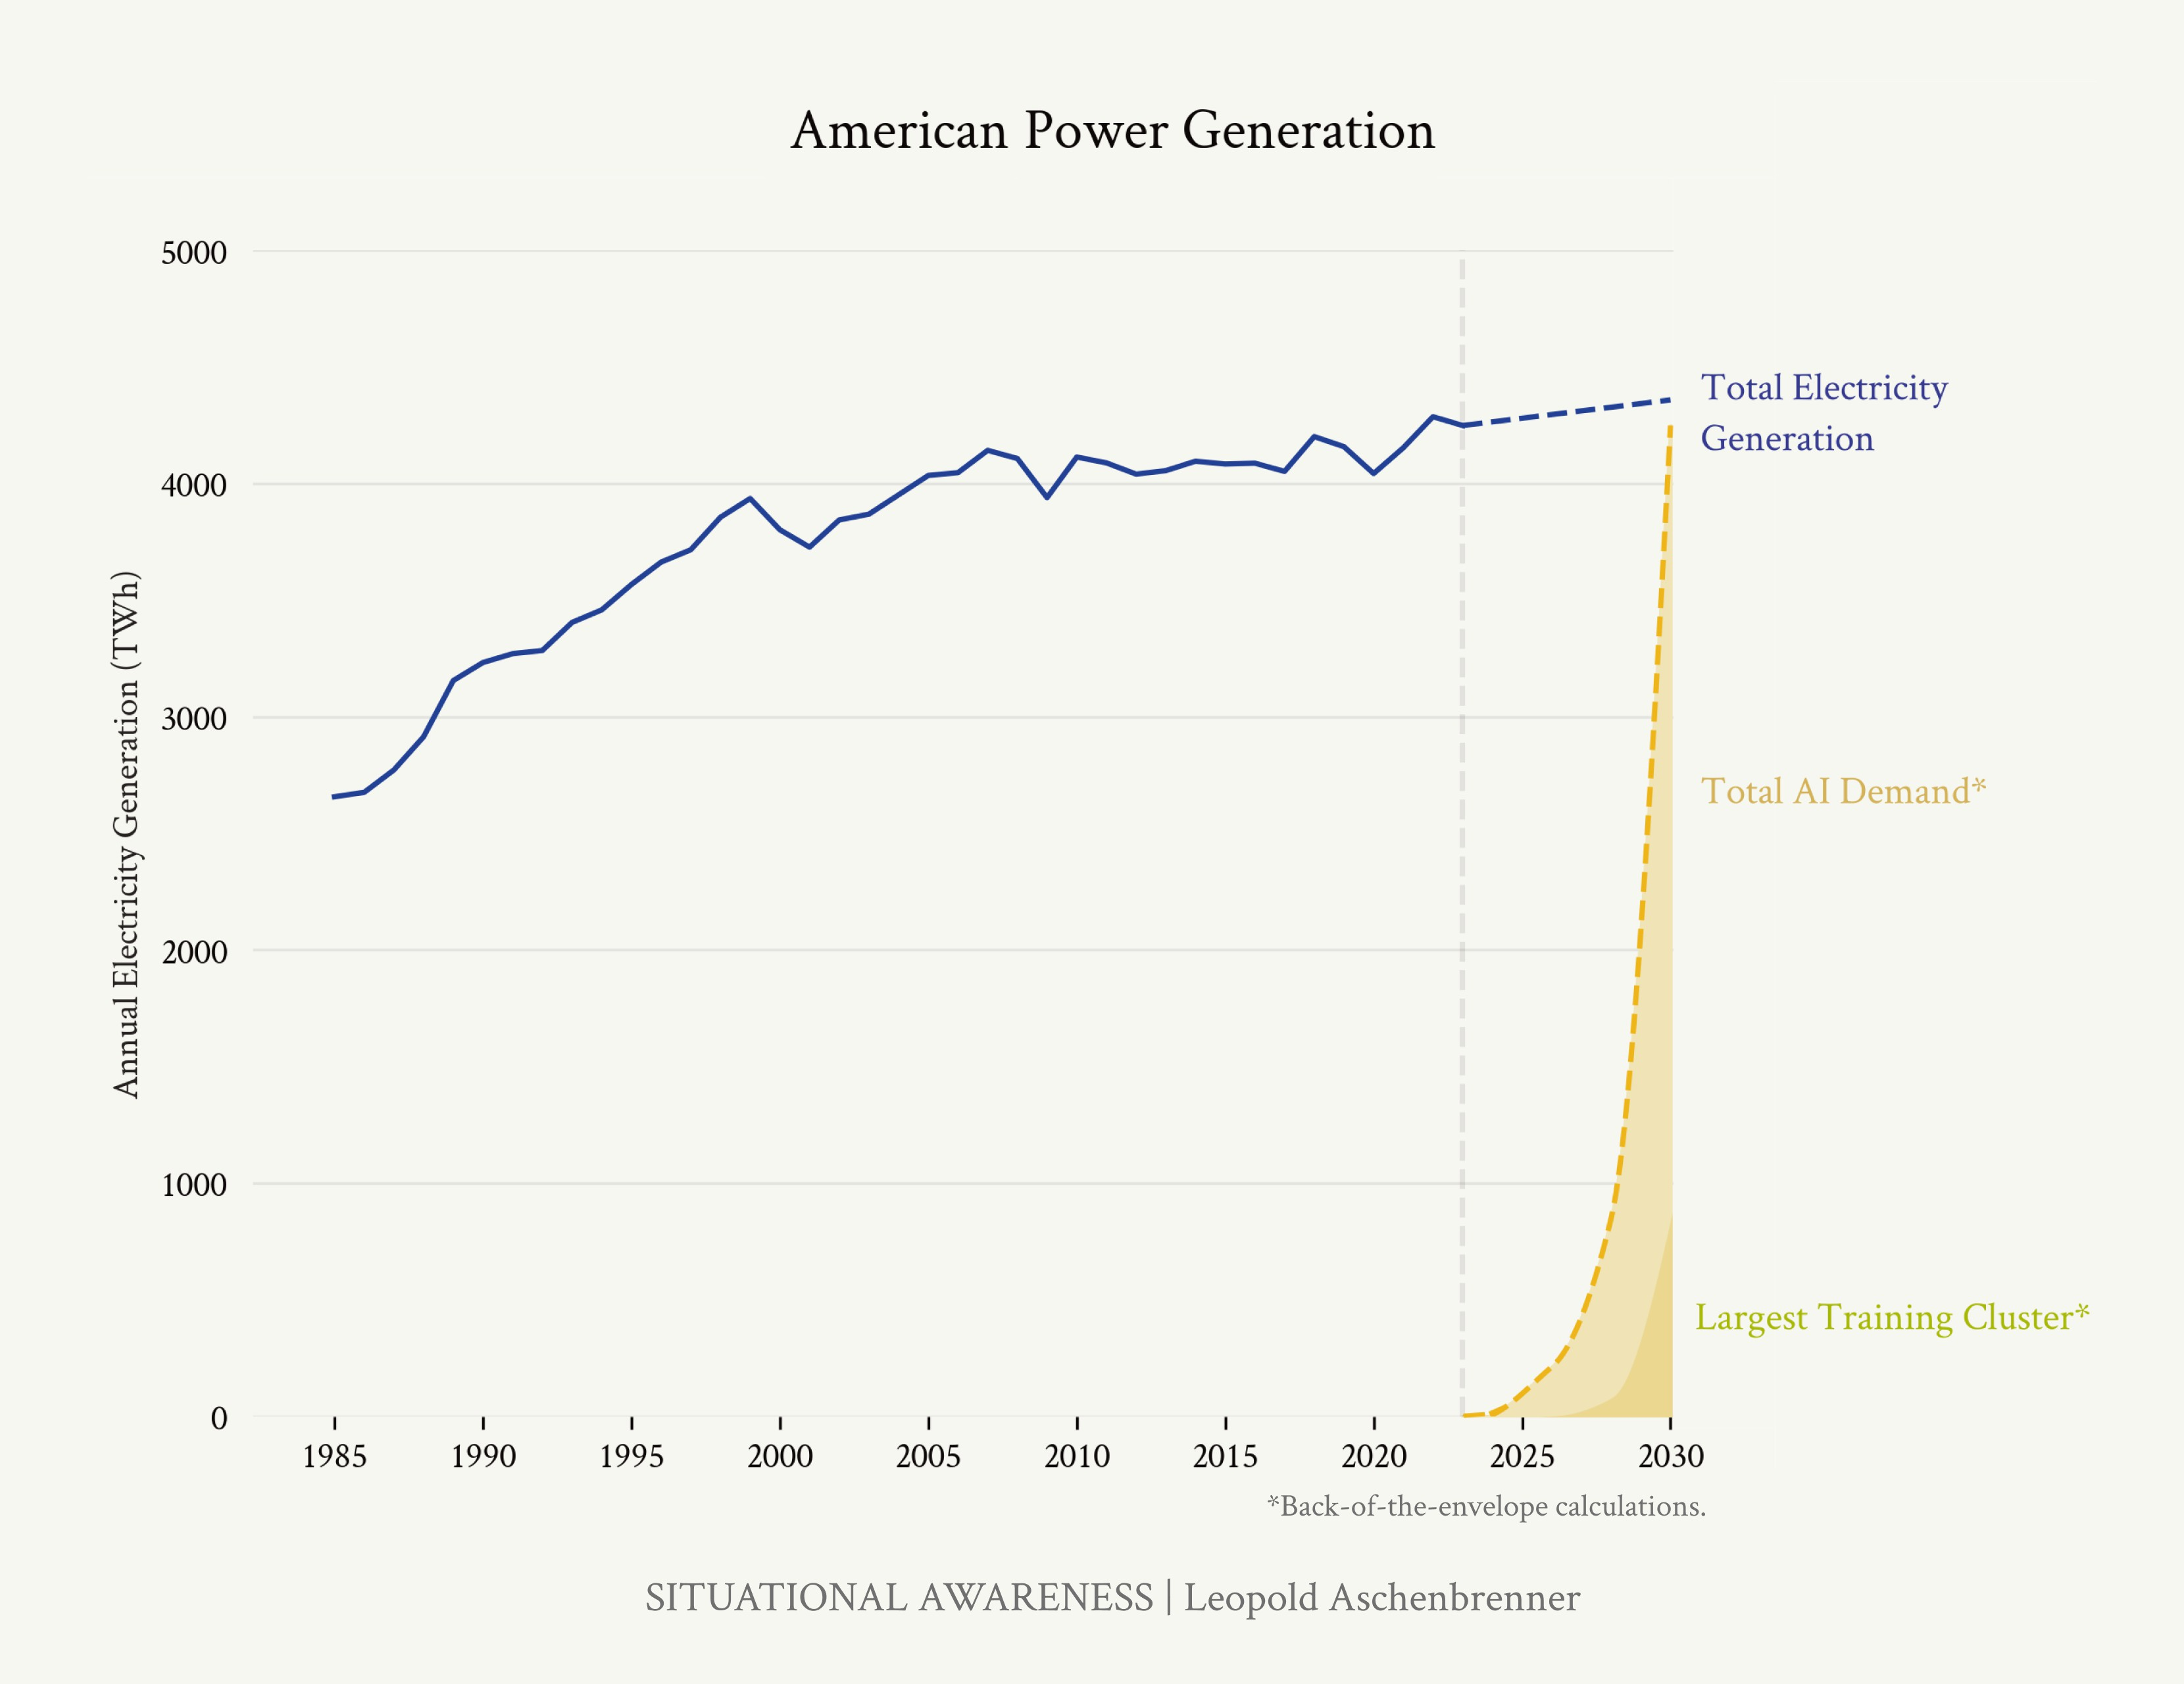 American Power Generation
5000
4000
3000
2000
1000
0
Annual Electricity Generation (TWh)
Total Electricity
Generation
Total AI Demand*
Largest Training Cluster*
1985 1990 1995 2000 2005 2010 2015 2020 2025 2030
*Back-of-the-envelope calculations.
SITUATIONAL AWARENESS | Leopold Aschenbrenner